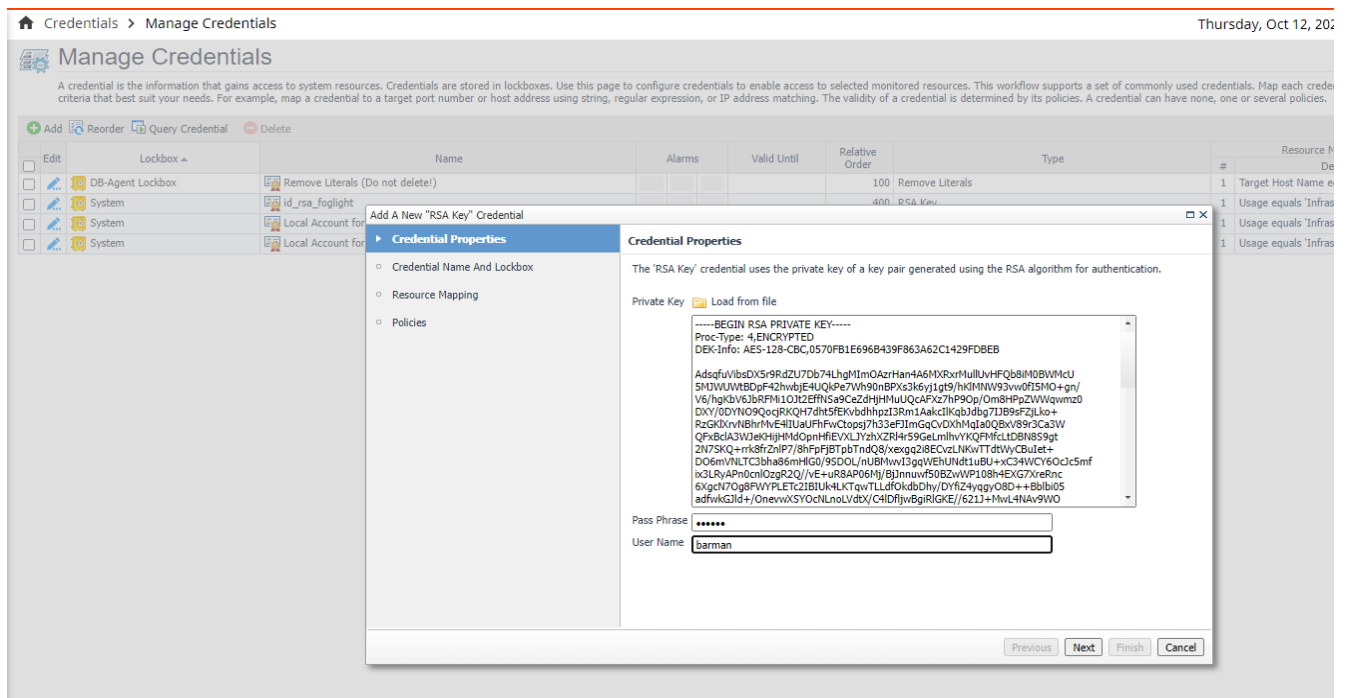 Credentials > Manage Credentials
Thursday, Oct 12, 202
Manage Credentials
A credential is the information that gains access to system resources. Credentials are stored in lockboxes. Use this page to configure credentials to enable access to selected monitored resources. This workflow supports a set of commonly used credentials. Map each crede
criteria that best suit your needs. For example, map a credential to a target port number or host address using string, regular expression, or IP address matching. The validity of a credential is determined by its policies. A credential can have none, one or several policies.
Add Reorder Query Credential Delete
Edit Lockbox Name Alarms Valid Until Relative Order Type # Resource M
De
DB-Agent Lockbox Remove Literals (Do not delete!) 100 Remove Literals 1 Target Host Name e
System id_rsa_foglight 400 RSA Key 1 Usage equals 'Infras
System Local Account for 1 Usage equals 'Infras
System Local Account for 1 Usage equals 'Infras
Add A New "RSA Key" Credential
Credential Properties
Credential Name And Lockbox
Resource Mapping
Policies
Credential Properties
The 'RSA Key' credential uses the private key of a key pair generated using the RSA algorithm for authentication.
Private Key Load from file
-----BEGIN RSA PRIVATE KEY-----
Proc-Type: 4,ENCRYPTED
DEK-Info: AES-128-CBC,0570FB1E696B439F863A62C1429FDBEB
Pass Phrase ••••••
User Name barman
Previous Next Finish Cancel